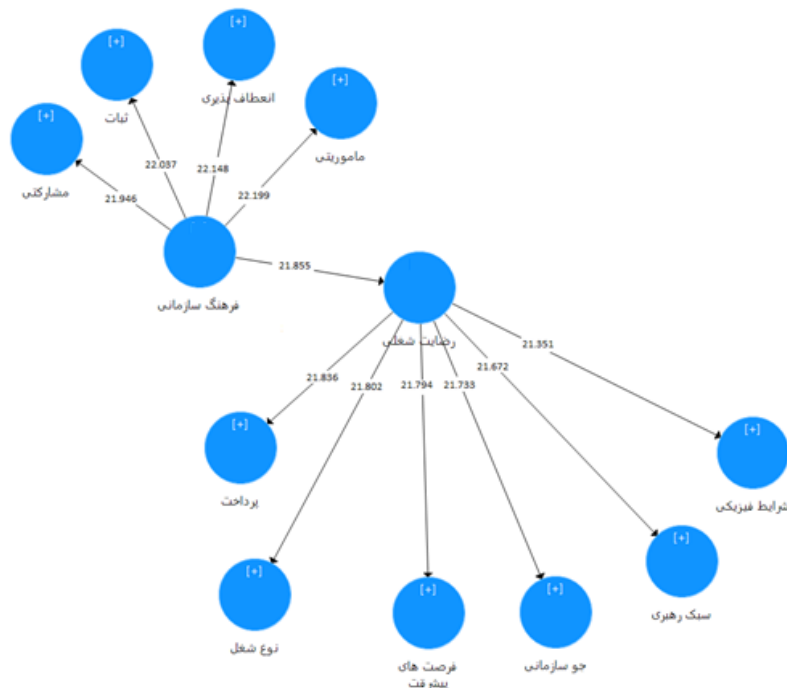 [+]
انعطاف پذیری
[+]
ثبات
[+]
ماموریتی
[+]
مشارکتی
22.037
22.148
22.199
21.946
فرهنگ سازمانی
21.855
رضایت شغلی
21.351
21.672
21.836
21.802
21.794
21.733
[+]
پرداخت
[+]
شرایط فیزیکی
[+]
سبک رهبری
[+]
نوع شغل
[+]
فرصت های
پیشرفت
[+]
جو سازمانی